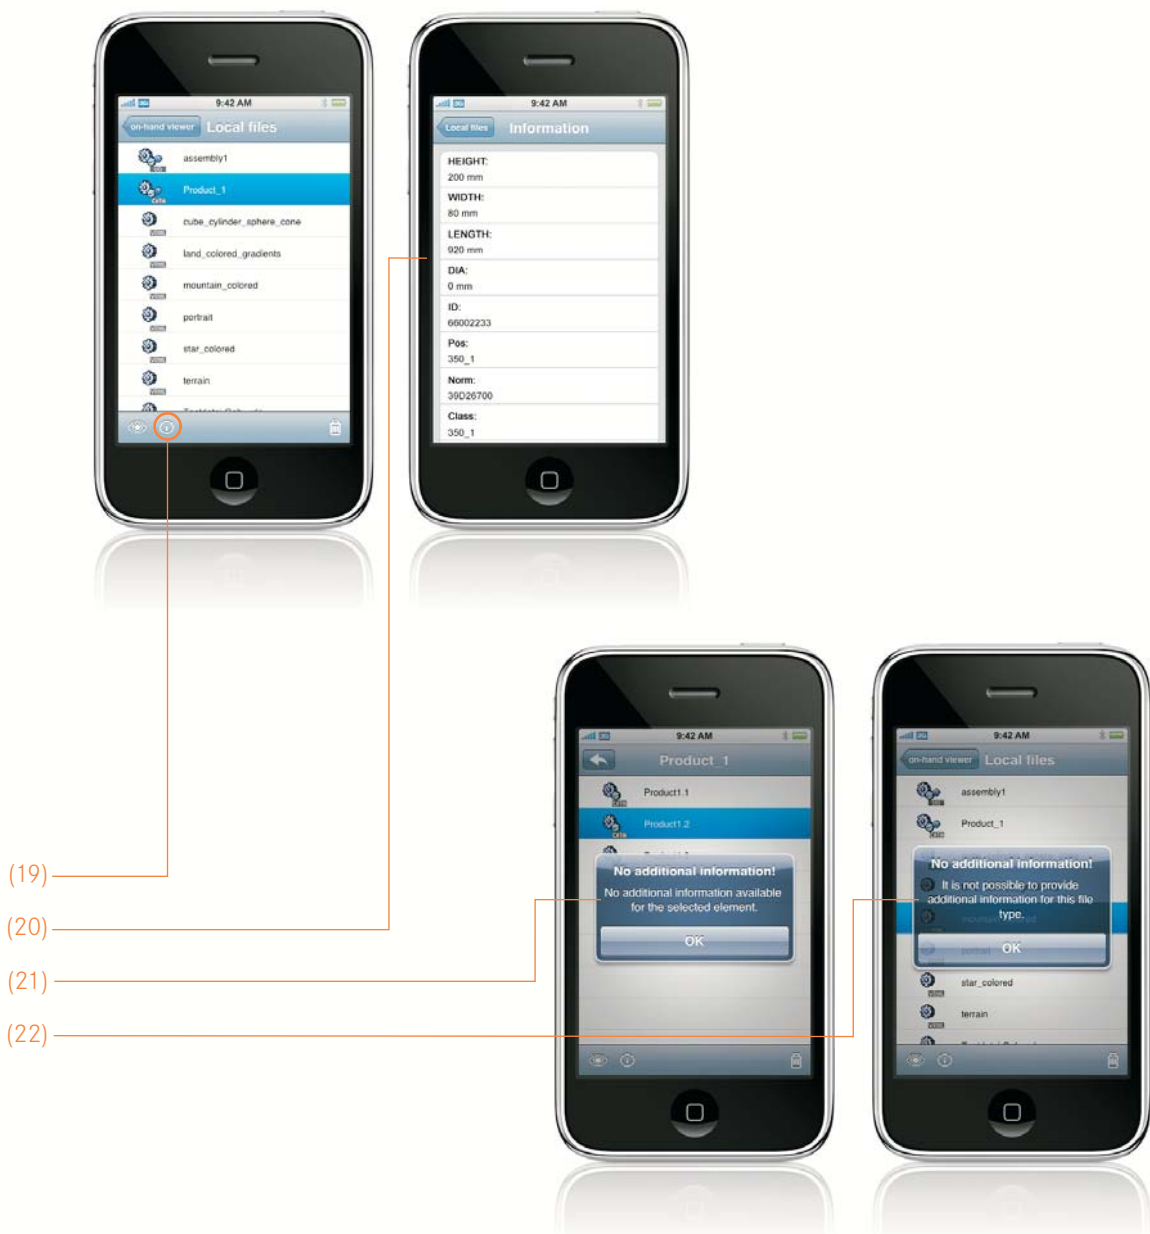 9:42 AM
on-hand viewer
Local files
assembly1
Product_1
cube_cylinder_sphere_cone
land_colored_gradients
mountain_colored
portrait
star_colored
terrain
9:42 AM
Local files
Information
HEIGHT:
200 mm
WIDTH:
80 mm
LENGTH:
920 mm
DIA:
0 mm
ID:
66002233
Pos:
350_1
Norm:
39D26700
Class:
350_1
9:42 AM
Product_1
Product1.1
Product1.2
No additional information!
No additional information available
for the selected element.
OK
9:42 AM
on-hand viewer
Local files
assembly1
Product_1
No additional information!
It is not possible to provide
additional information for this file
type.
OK
portrait
star_colored
terrain
(19)
(20)
(21)
(22)